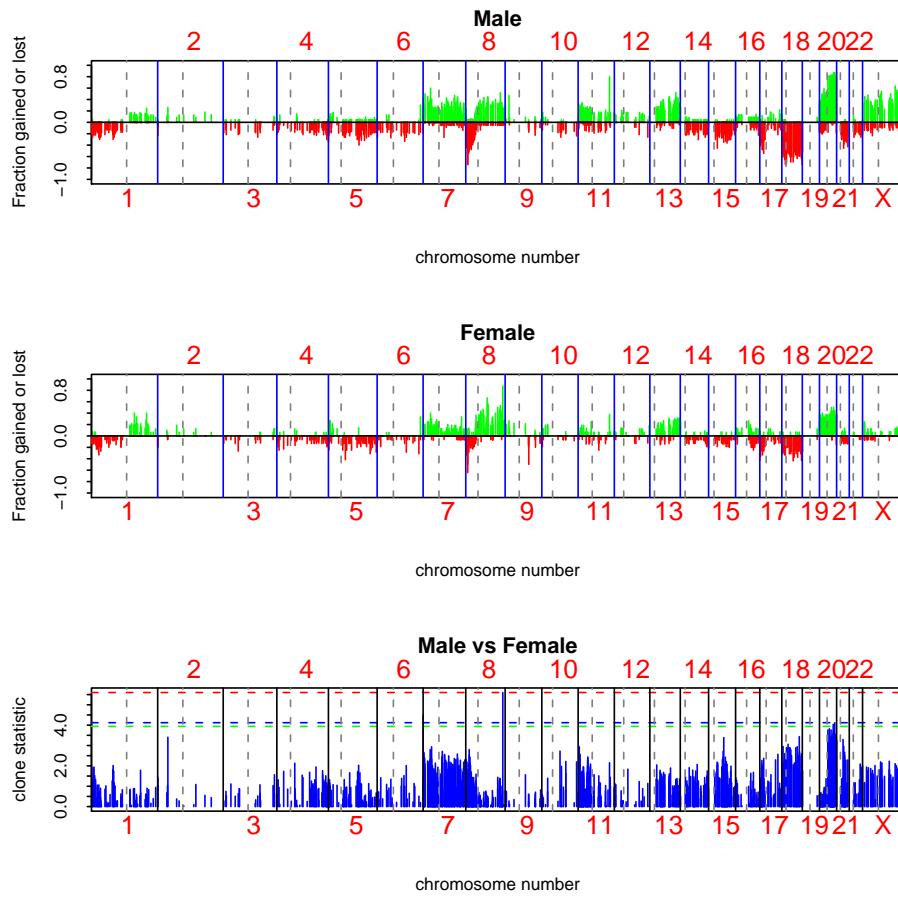 Male
2 4 6 8 10 12 14 16 18 20 22
Fraction gained or lost
0.8
0.0
−1.0
1 3 5 7 9 11 13 15 17 19 21 X
chromosome number
Female
2 4 6 8 10 12 14 16 18 20 22
Fraction gained or lost
0.8
0.0
−1.0
1 3 5 7 9 11 13 15 17 19 21 X
chromosome number
Male vs Female
2 4 6 8 10 12 14 16 18 20 22
clone statistic
4.0
2.0
0.0
1 3 5 7 9 11 13 15 17 19 21 X
chromosome number